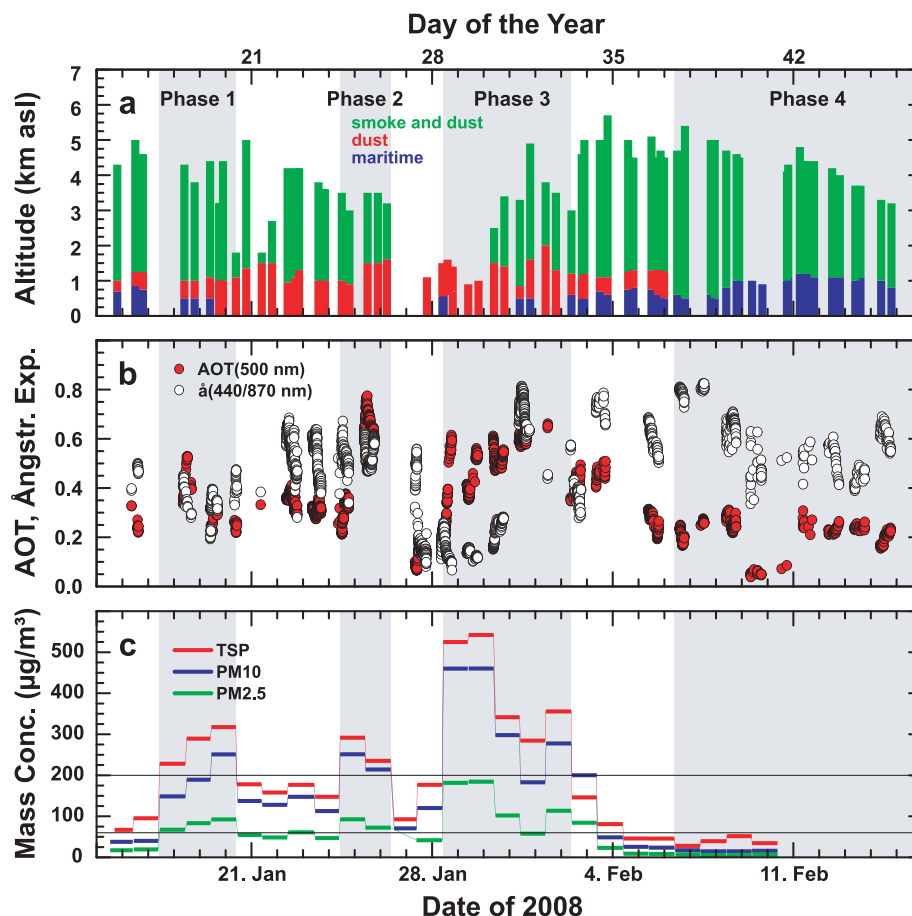 Day of the Year
21 28 35 42
a
Phase 1 Phase 2 Phase 3 Phase 4
smoke and dust
dust
maritime
Altitude (km asl)
7
6
5
4
3
2
1
0
b
AOT(500 nm)
å(440/870 nm)
AOT, Ångstr. Exp.
0.8
0.6
0.4
0.2
0.0
c
TSP
PM10
PM2.5
Mass Conc. (µg/m³)
500
400
300
200
100
0
21. Jan 28. Jan 4. Feb 11. Feb
Date of 2008